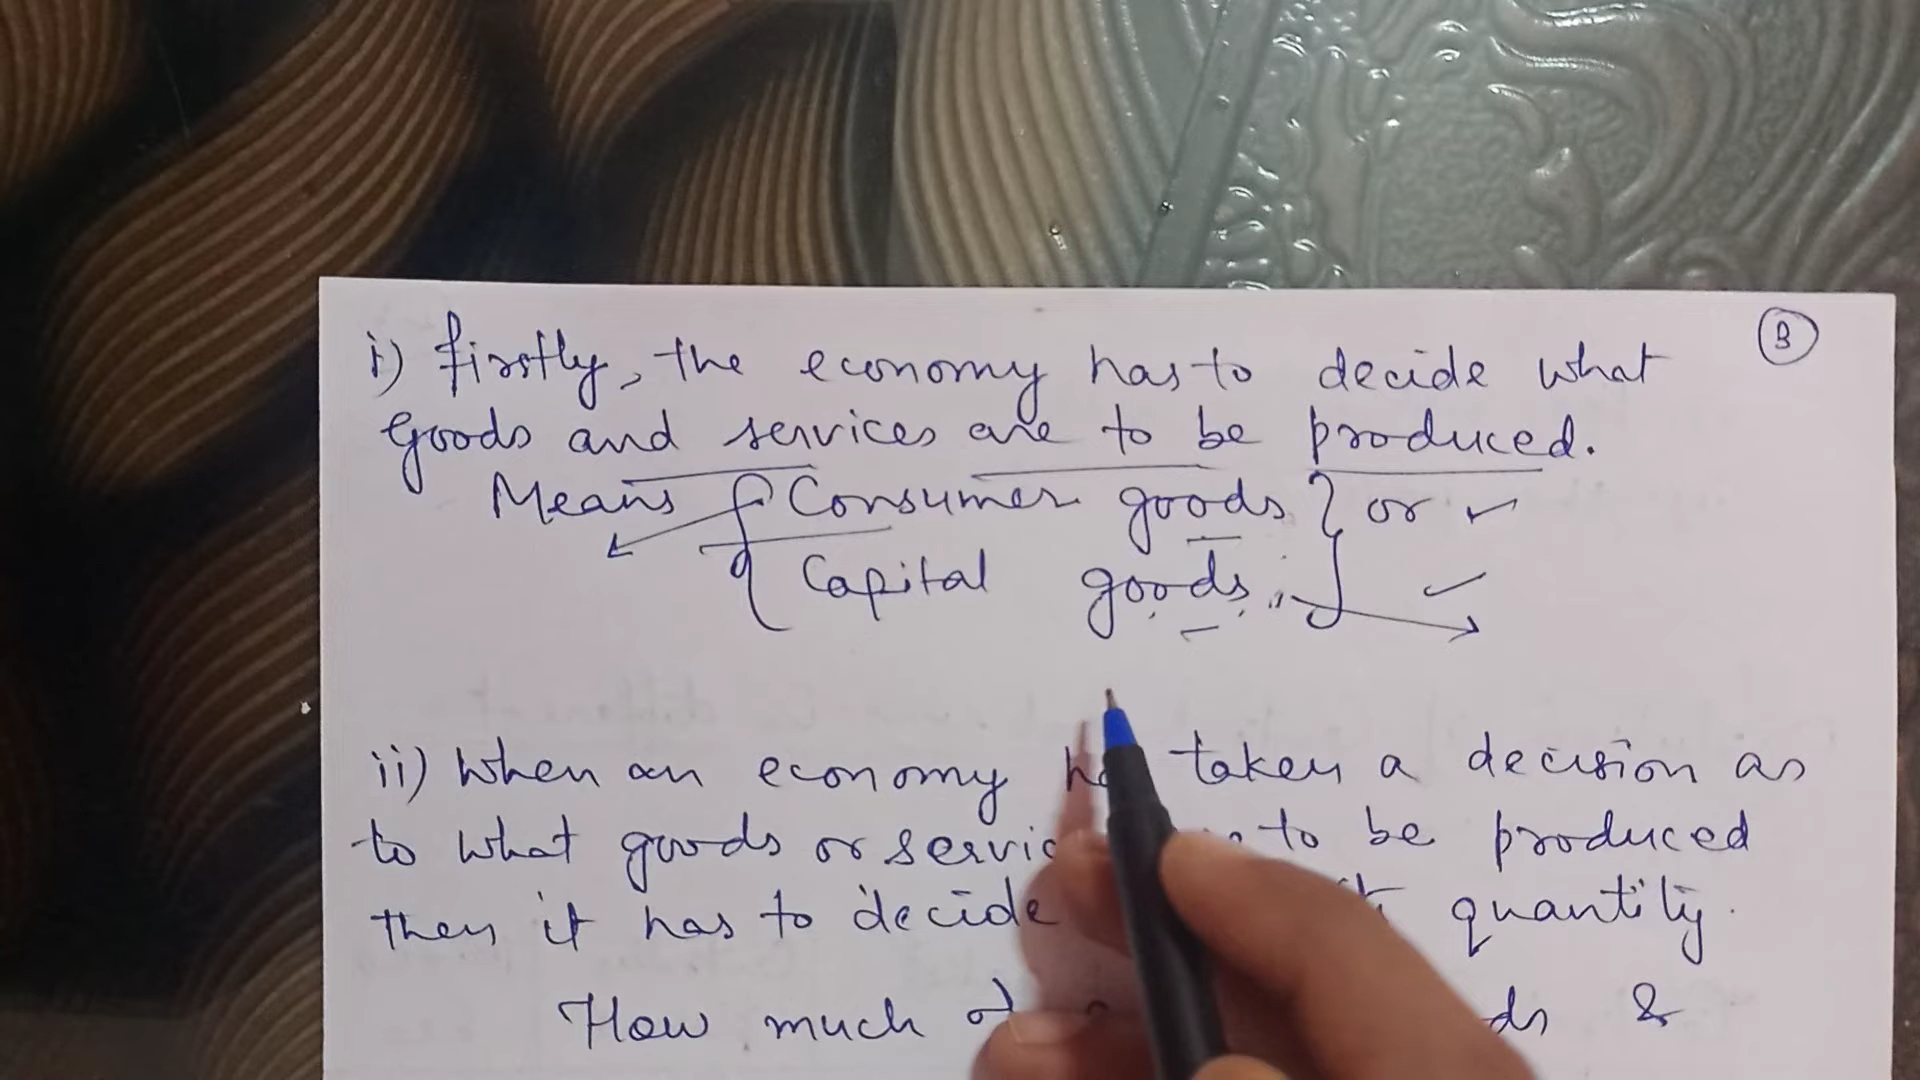 3
i) firstly, the economy has to decide what
goods and services are to be produced.
Means { Consumer goods } or
{ Capital goods }
ii) When an economy taken a decision as
to what goods or to be produced
then it has to decide quantity.
How much &